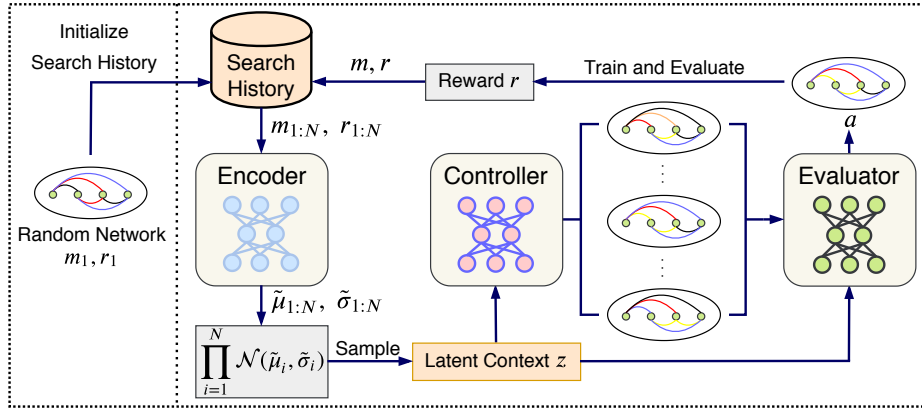 Initialize
Search History
Random Network
m₁, r₁
Search
History
m, r
Reward r
Train and Evaluate
a
m₁:N, r₁:N
Encoder
Controller
Evaluator
μ̃₁:N, σ̃₁:N
∏ᵢ₌₁ᴺ 𝒩(μ̃ᵢ, σ̃ᵢ)
Sample
Latent Context z